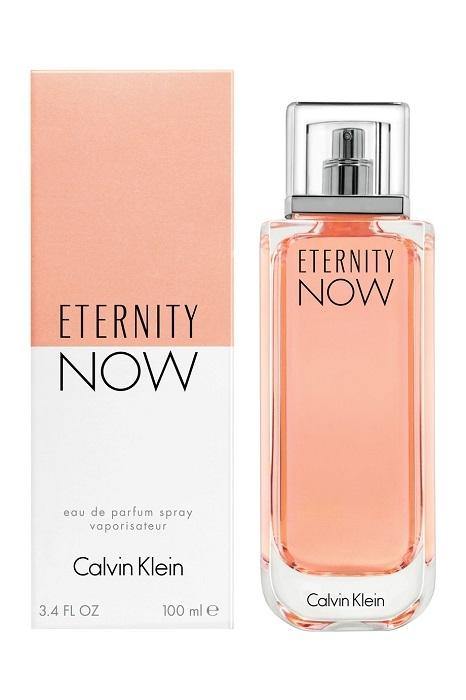 ETERNITY
NOW
eau de parfum spray
vaporisateur
Calvin Klein
3.4 FL OZ 100 ml ℮
ETERNITY
NOW
Calvin Klein